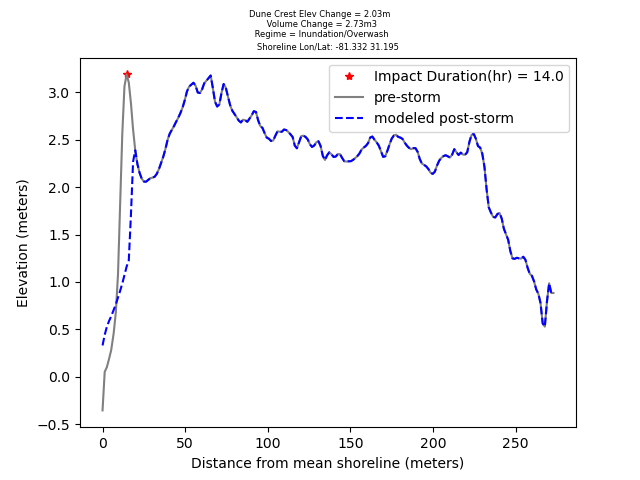 Dune Crest Elev Change = 2.03m
Volume Change = 2.73m3
Regime = Inundation/Overwash
Shoreline Lon/Lat: -81.332 31.195
Impact Duration(hr) = 14.0
pre-storm
modeled post-storm
Elevation (meters)
3.0
2.5
2.0
1.5
1.0
0.5
0.0
−0.5
0 50 100 150 200 250
Distance from mean shoreline (meters)